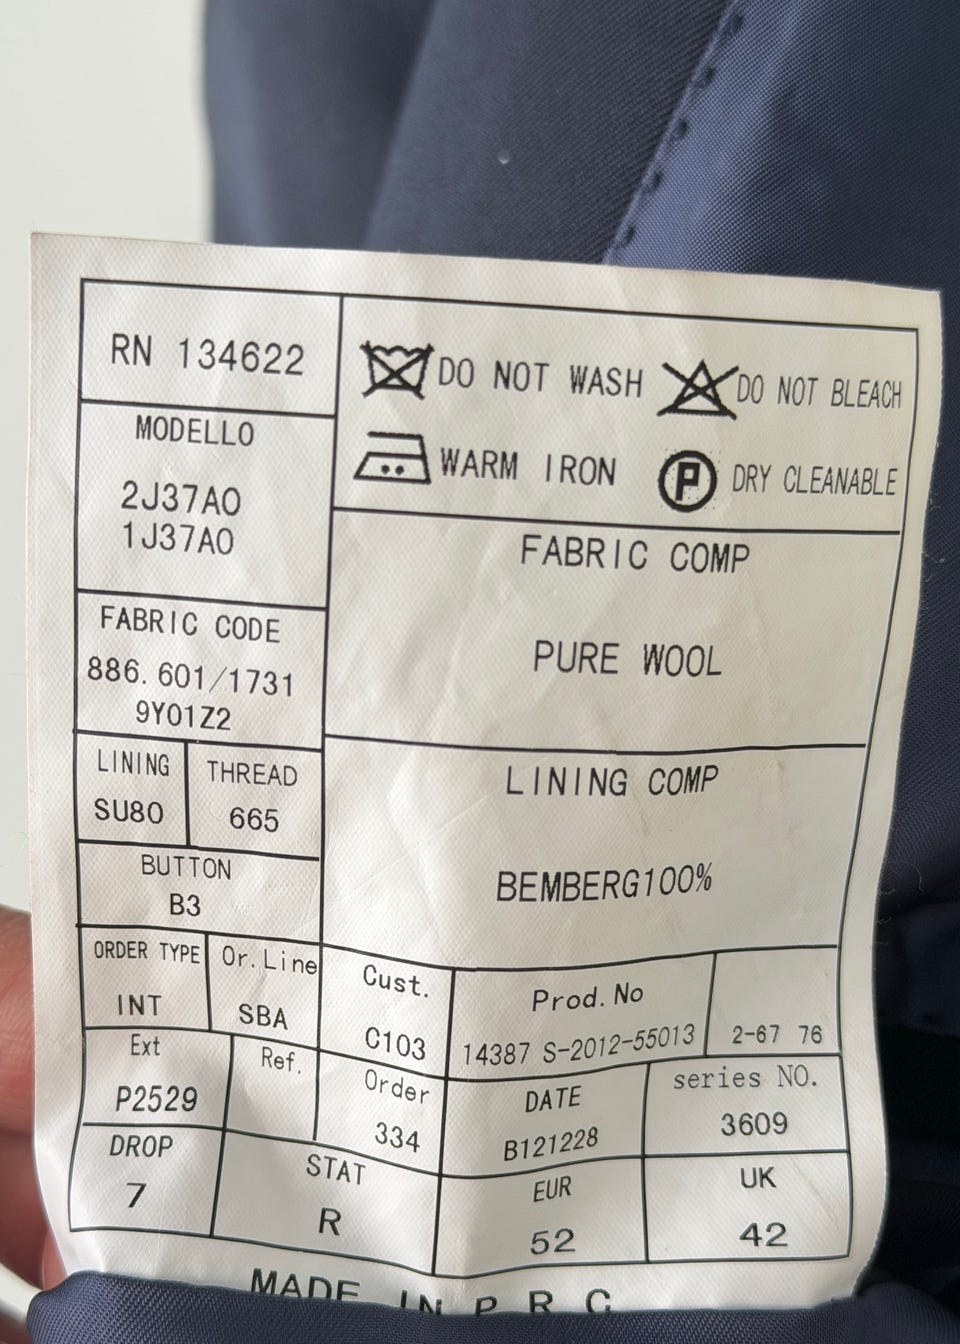 RN 134622
MODELLO
2J37A0
1J37A0
FABRIC CODE
886.601/1731
9Y01Z2
LINING
SU80
THREAD
665
BUTTON
B3
ORDER TYPE
INT
Or.Line
SBA
Ext
P2529
Ref.
DROP
7
STAT
R
DO NOT WASH
DO NOT BLEACH
WARM IRON
P DRY CLEANABLE
FABRIC COMP
PURE WOOL
LINING COMP
BEMBERG100%
Cust.
C103
Prod.No
14387 S-2012-55013
2-67 76
Order
334
DATE
B121228
series NO.
3609
EUR
52
UK
42
MADE IN P R C